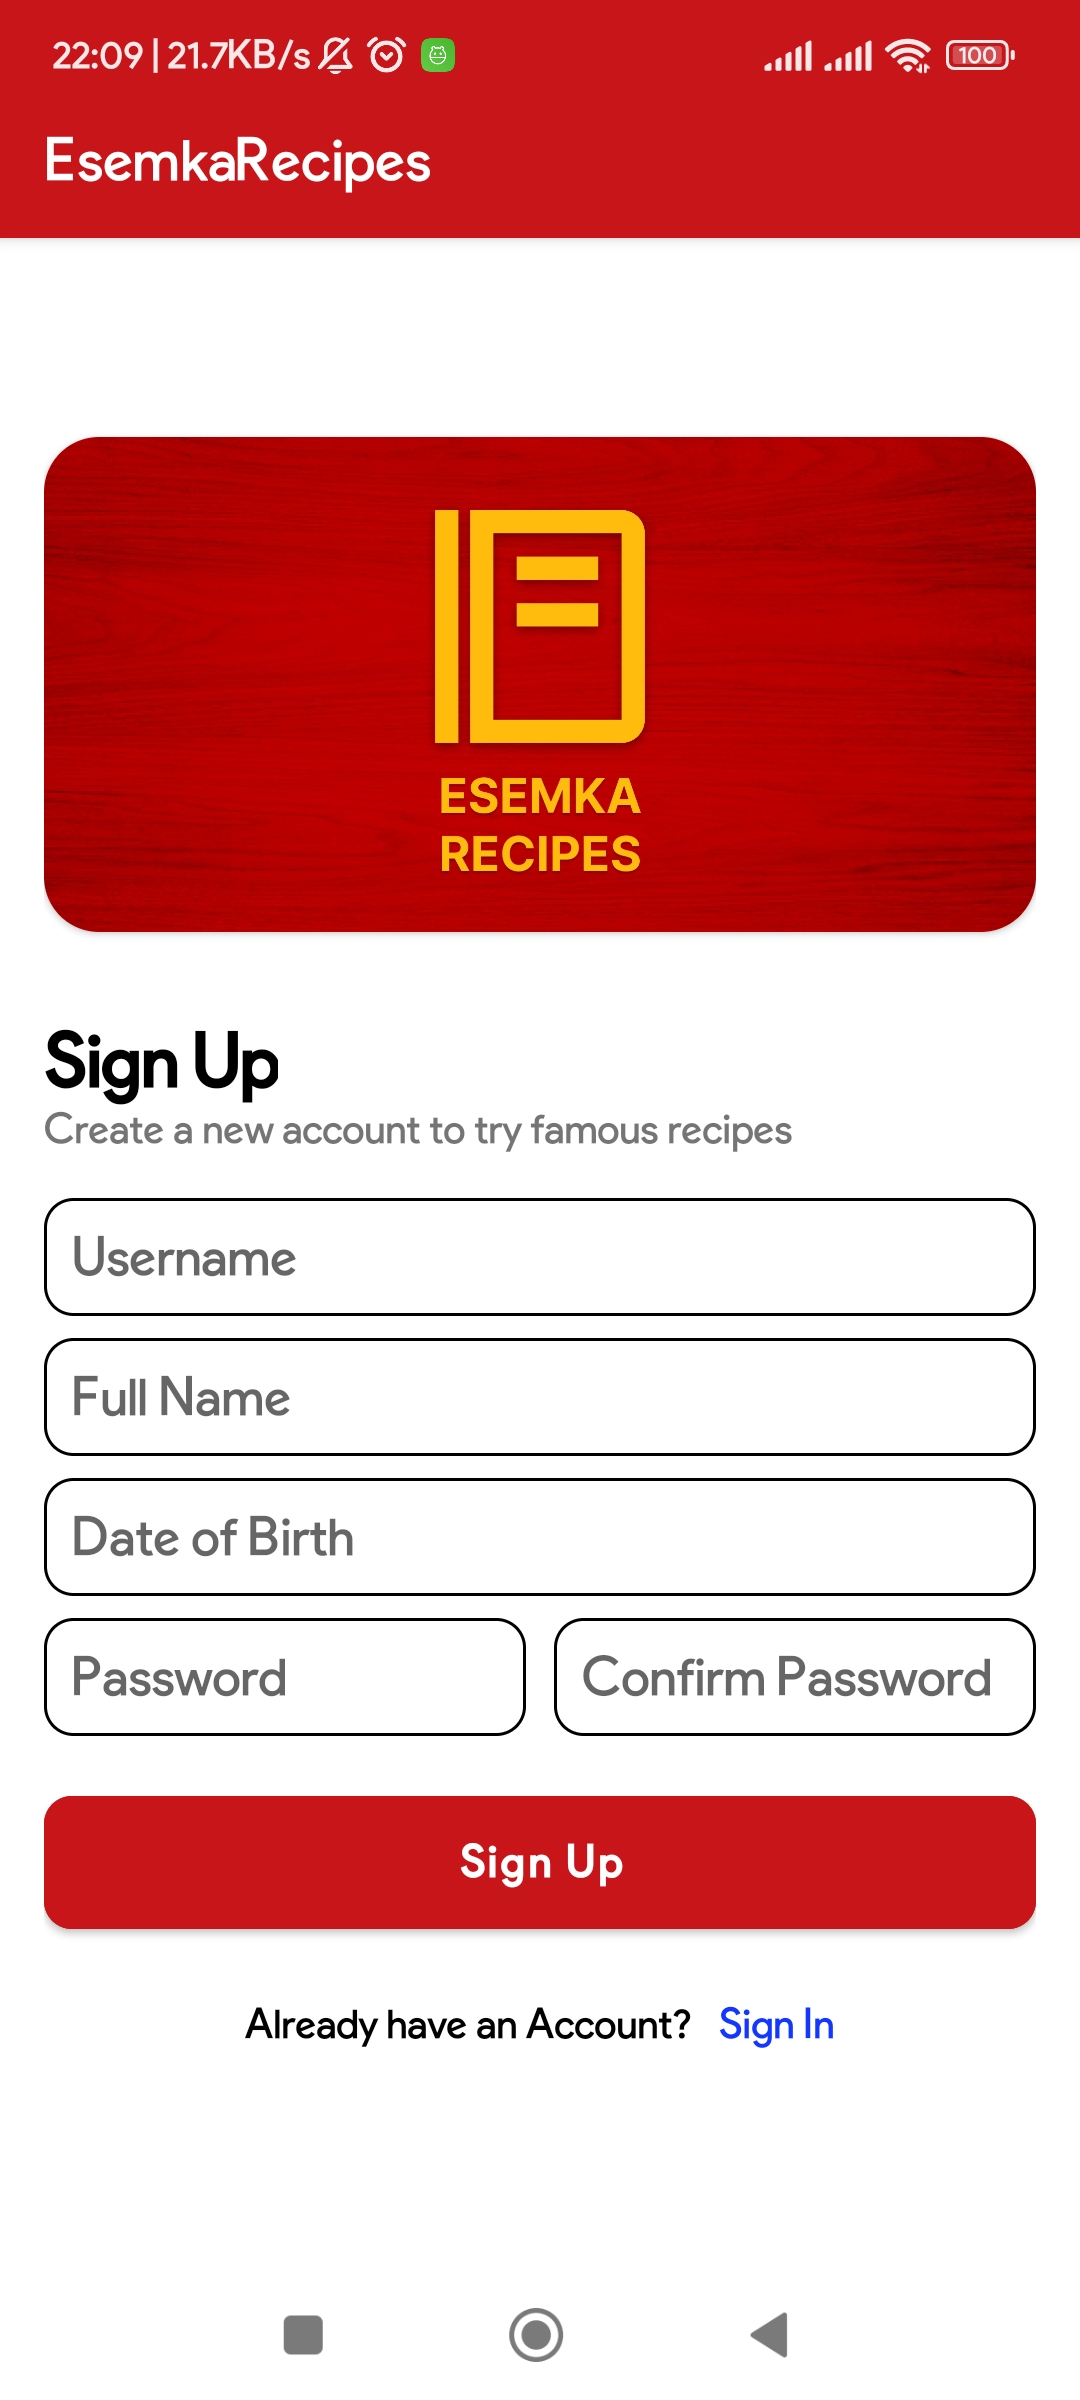 22:09 | 21.7KB/s 100
EsemkaRecipes
ESEMKA
RECIPES
Sign Up
Create a new account to try famous recipes
Username
Full Name
Date of Birth
Password Confirm Password
Sign Up
Already have an Account? Sign In